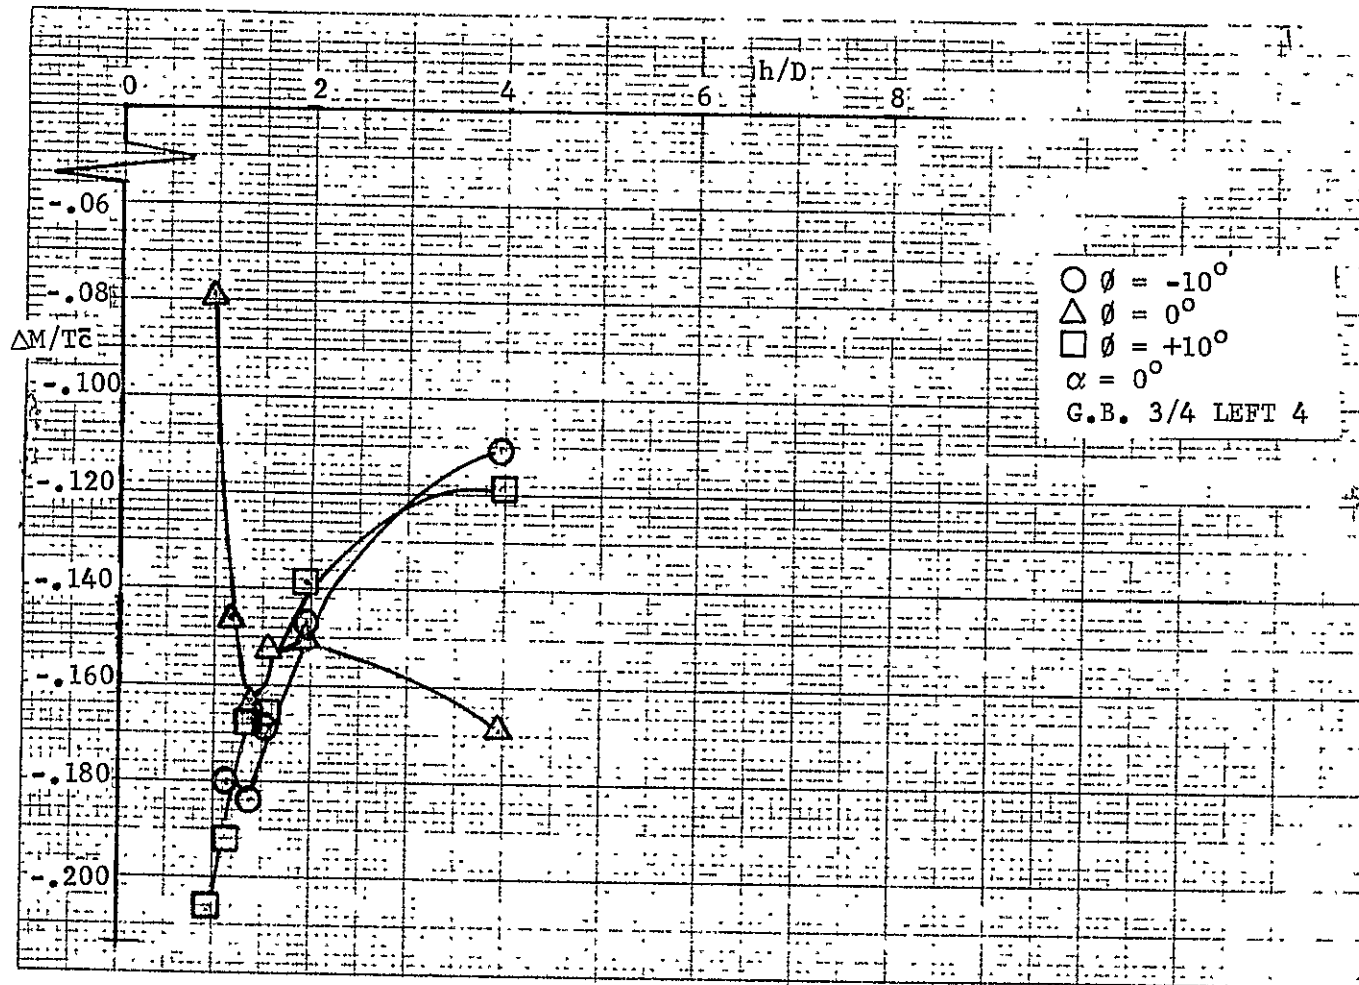 h/D
0 2 4 6 8
-.06
-.08
△M/Tc̄
-.100
-.120
-.140
-.160
-.180
-.200
○ Ø = -10°
△ Ø = 0°
□ Ø = +10°
α = 0°
G.B. 3/4 LEFT 4